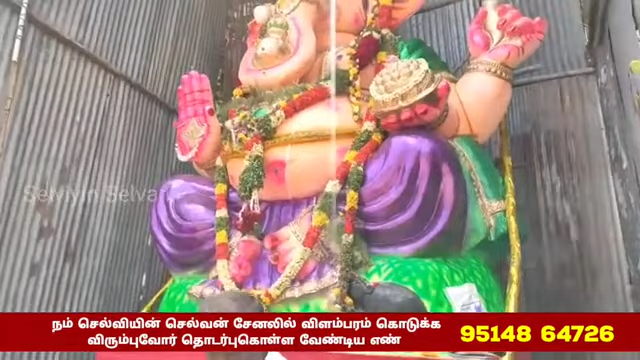 Selviyin Selvan
நம் செல்வியின் செல்வன் சேனலில் விளம்பரம் கொடுக்க
விரும்புவோர் தொடர்புகொள்ள வேண்டிய எண்
95148 64726